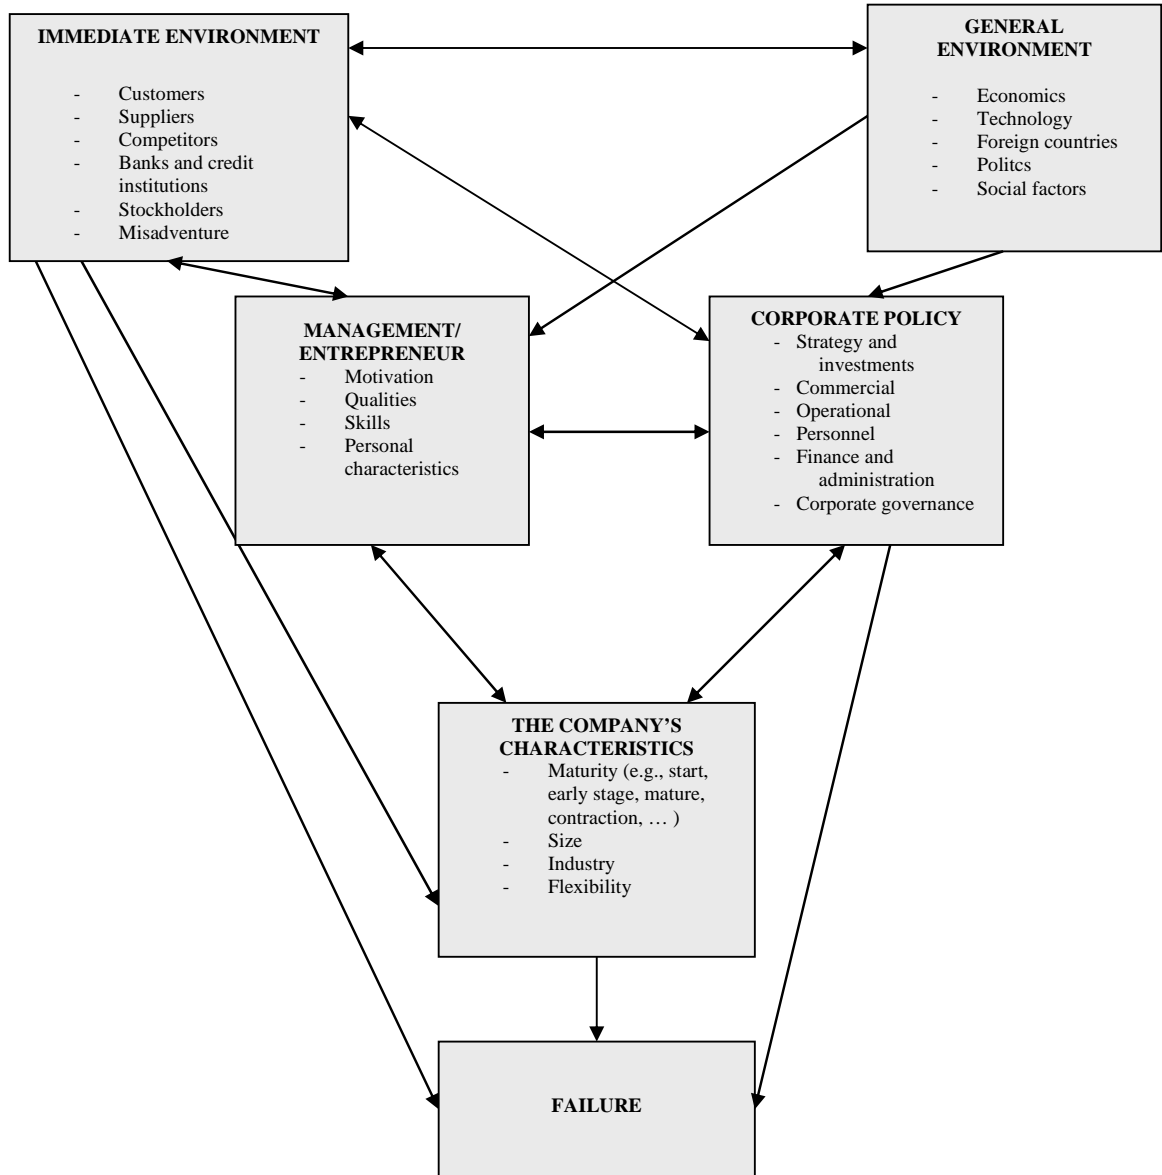 IMMEDIATE ENVIRONMENT
- Customers
- Suppliers
- Competitors
- Banks and credit
institutions
- Stockholders
- Misadventure
GENERAL
ENVIRONMENT
- Economics
- Technology
- Foreign countries
- Politcs
- Social factors
MANAGEMENT/
ENTREPRENEUR
- Motivation
- Qualities
- Skills
- Personal
characteristics
CORPORATE POLICY
- Strategy and
investments
- Commercial
- Operational
- Personnel
- Finance and
administration
- Corporate governance
THE COMPANY’S
CHARACTERISTICS
- Maturity (e.g., start,
early stage, mature,
contraction, … )
- Size
- Industry
- Flexibility
FAILURE